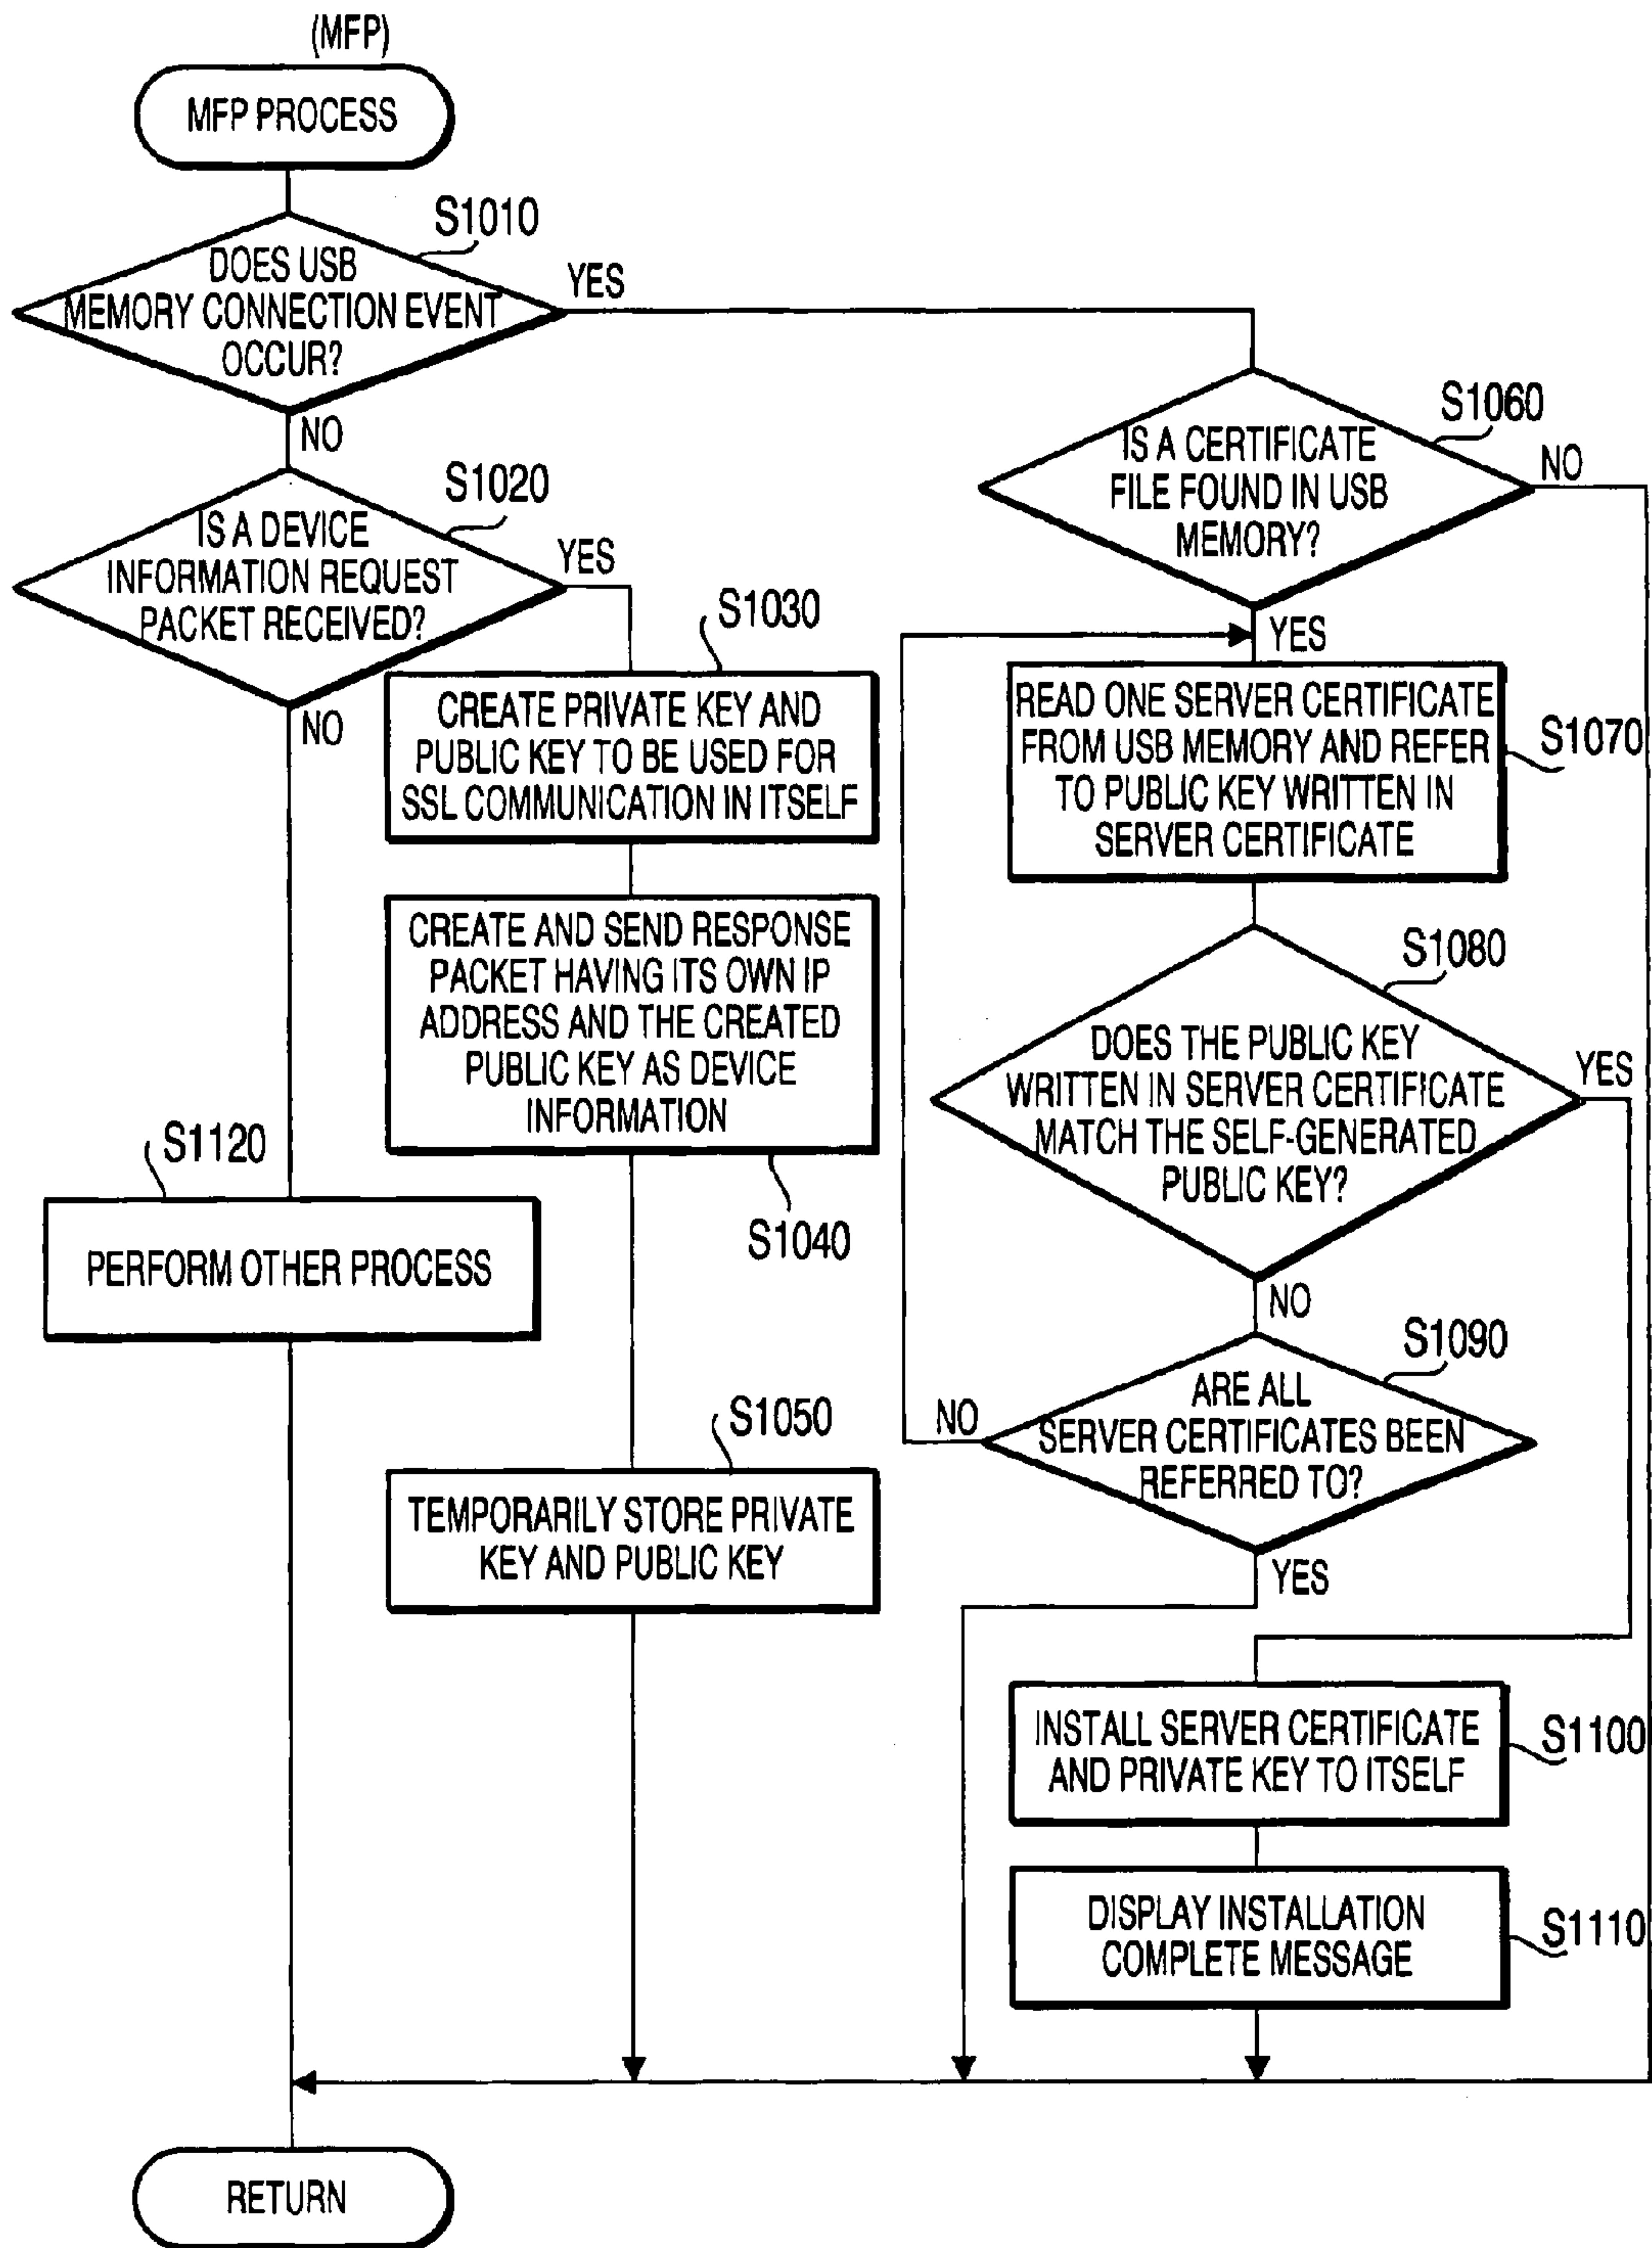 (MFP)
MFP PROCESS
S1010
DOES USB
MEMORY CONNECTION EVENT
OCCUR?
YES
NO
S1020
IS A DEVICE
INFORMATION REQUEST
PACKET RECEIVED?
YES
NO
S1030
CREATE PRIVATE KEY AND
PUBLIC KEY TO BE USED FOR
SSL COMMUNICATION IN ITSELF
CREATE AND SEND RESPONSE
PACKET HAVING ITS OWN IP
ADDRESS AND THE CREATED
PUBLIC KEY AS DEVICE
INFORMATION
S1040
S1120
PERFORM OTHER PROCESS
S1050
TEMPORARILY STORE PRIVATE
KEY AND PUBLIC KEY
S1060
IS A CERTIFICATE
FILE FOUND IN USB
MEMORY?
NO
YES
READ ONE SERVER CERTIFICATE
FROM USB MEMORY AND REFER
TO PUBLIC KEY WRITTEN IN
SERVER CERTIFICATE
S1070
S1080
DOES THE PUBLIC KEY
WRITTEN IN SERVER CERTIFICATE
MATCH THE SELF-GENERATED
PUBLIC KEY?
YES
NO
S1090
ARE ALL
SERVER CERTIFICATES BEEN
REFERRED TO?
NO
YES
INSTALL SERVER CERTIFICATE
AND PRIVATE KEY TO ITSELF
S1100
DISPLAY INSTALLATION
COMPLETE MESSAGE
S1110
RETURN